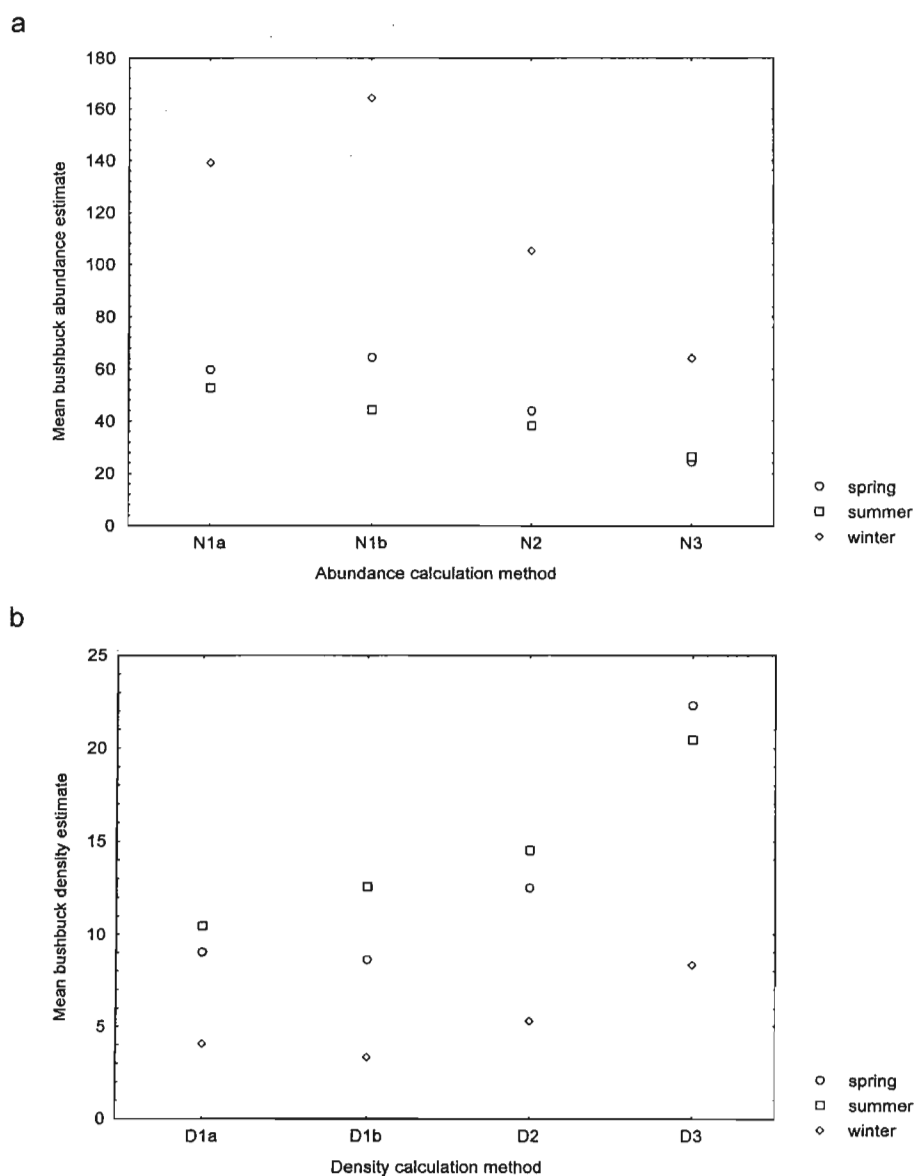 a
180
160
140
120
100
80
60
40
20
0
Mean bushbuck abundance estimate
N1a N1b N2 N3
Abundance calculation method
spring
summer
winter
b
25
20
15
10
5
0
Mean bushbuck density estimate
D1a D1b D2 D3
Density calculation method
spring
summer
winter